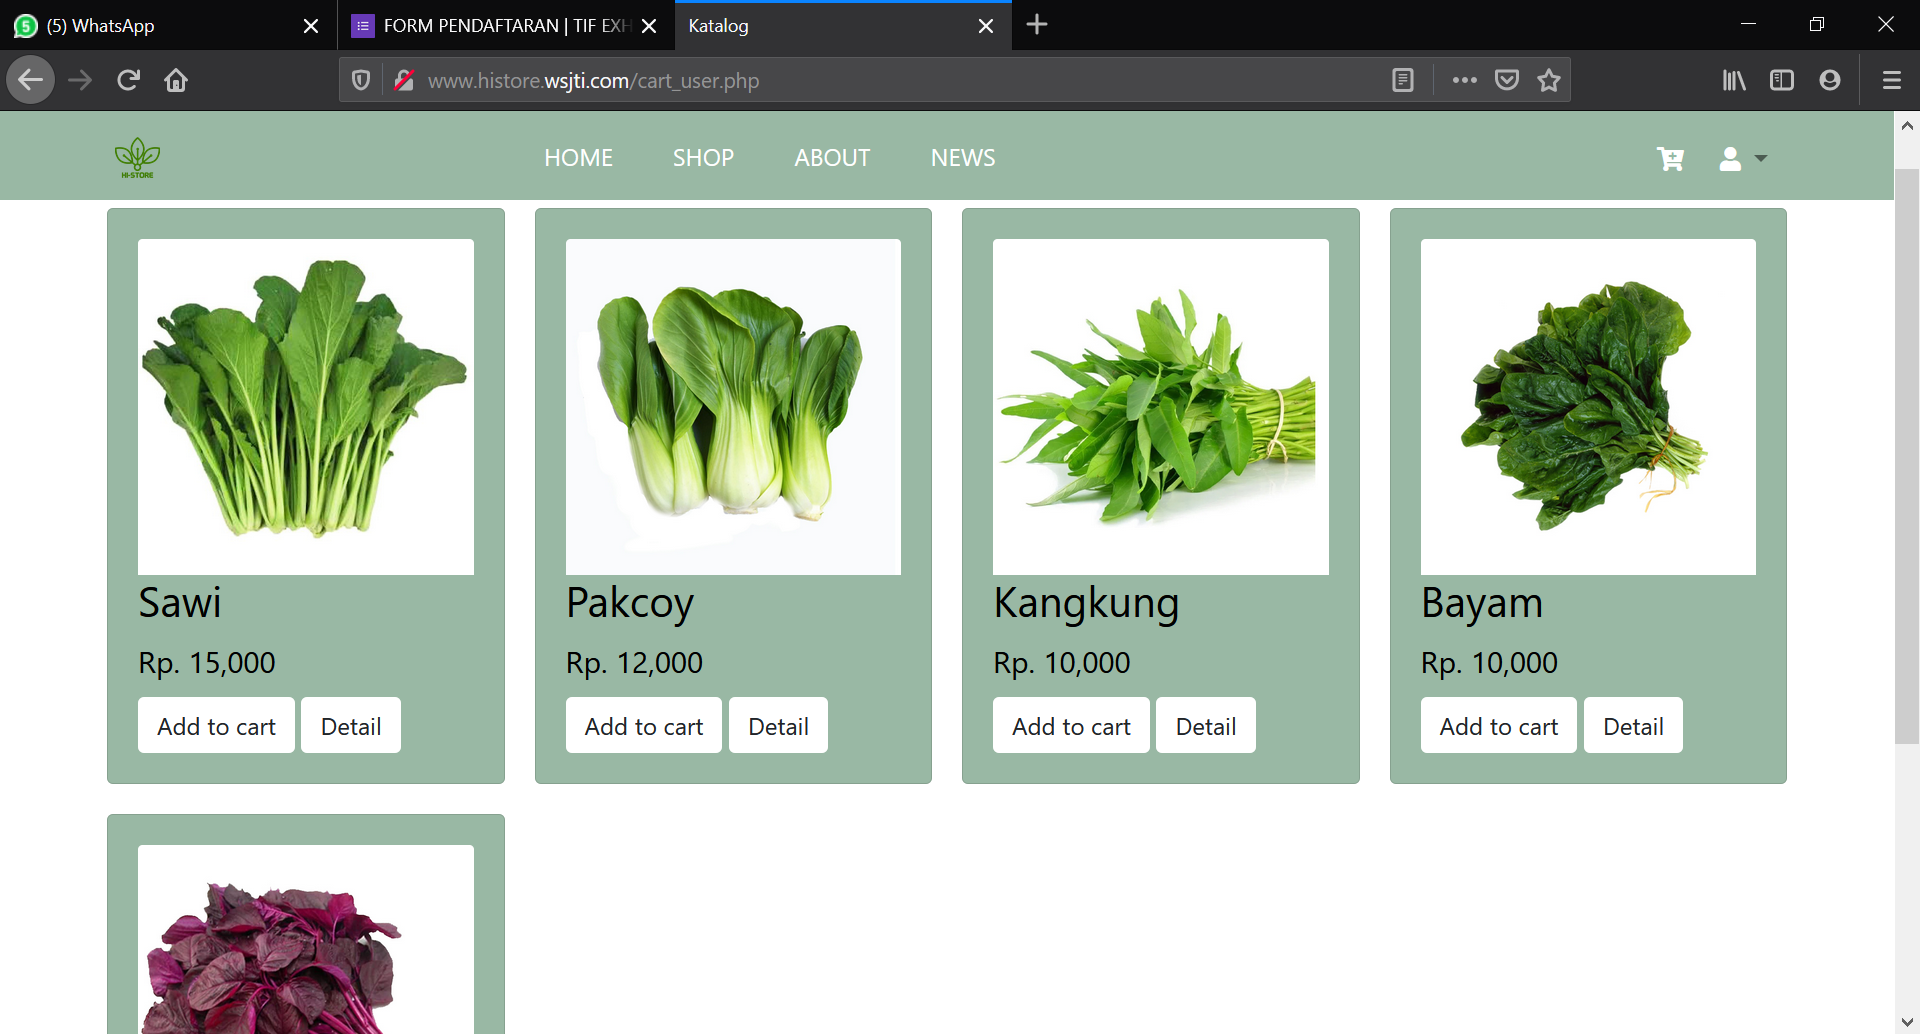 (5) WhatsApp
FORM PENDAFTARAN | TIF EXH
Katalog
www.histore.wsjti.com/cart_user.php
HI-STORE
HOME SHOP ABOUT NEWS
Sawi
Rp. 15,000
Add to cart Detail
Pakcoy
Rp. 12,000
Add to cart Detail
Kangkung
Rp. 10,000
Add to cart Detail
Bayam
Rp. 10,000
Add to cart Detail